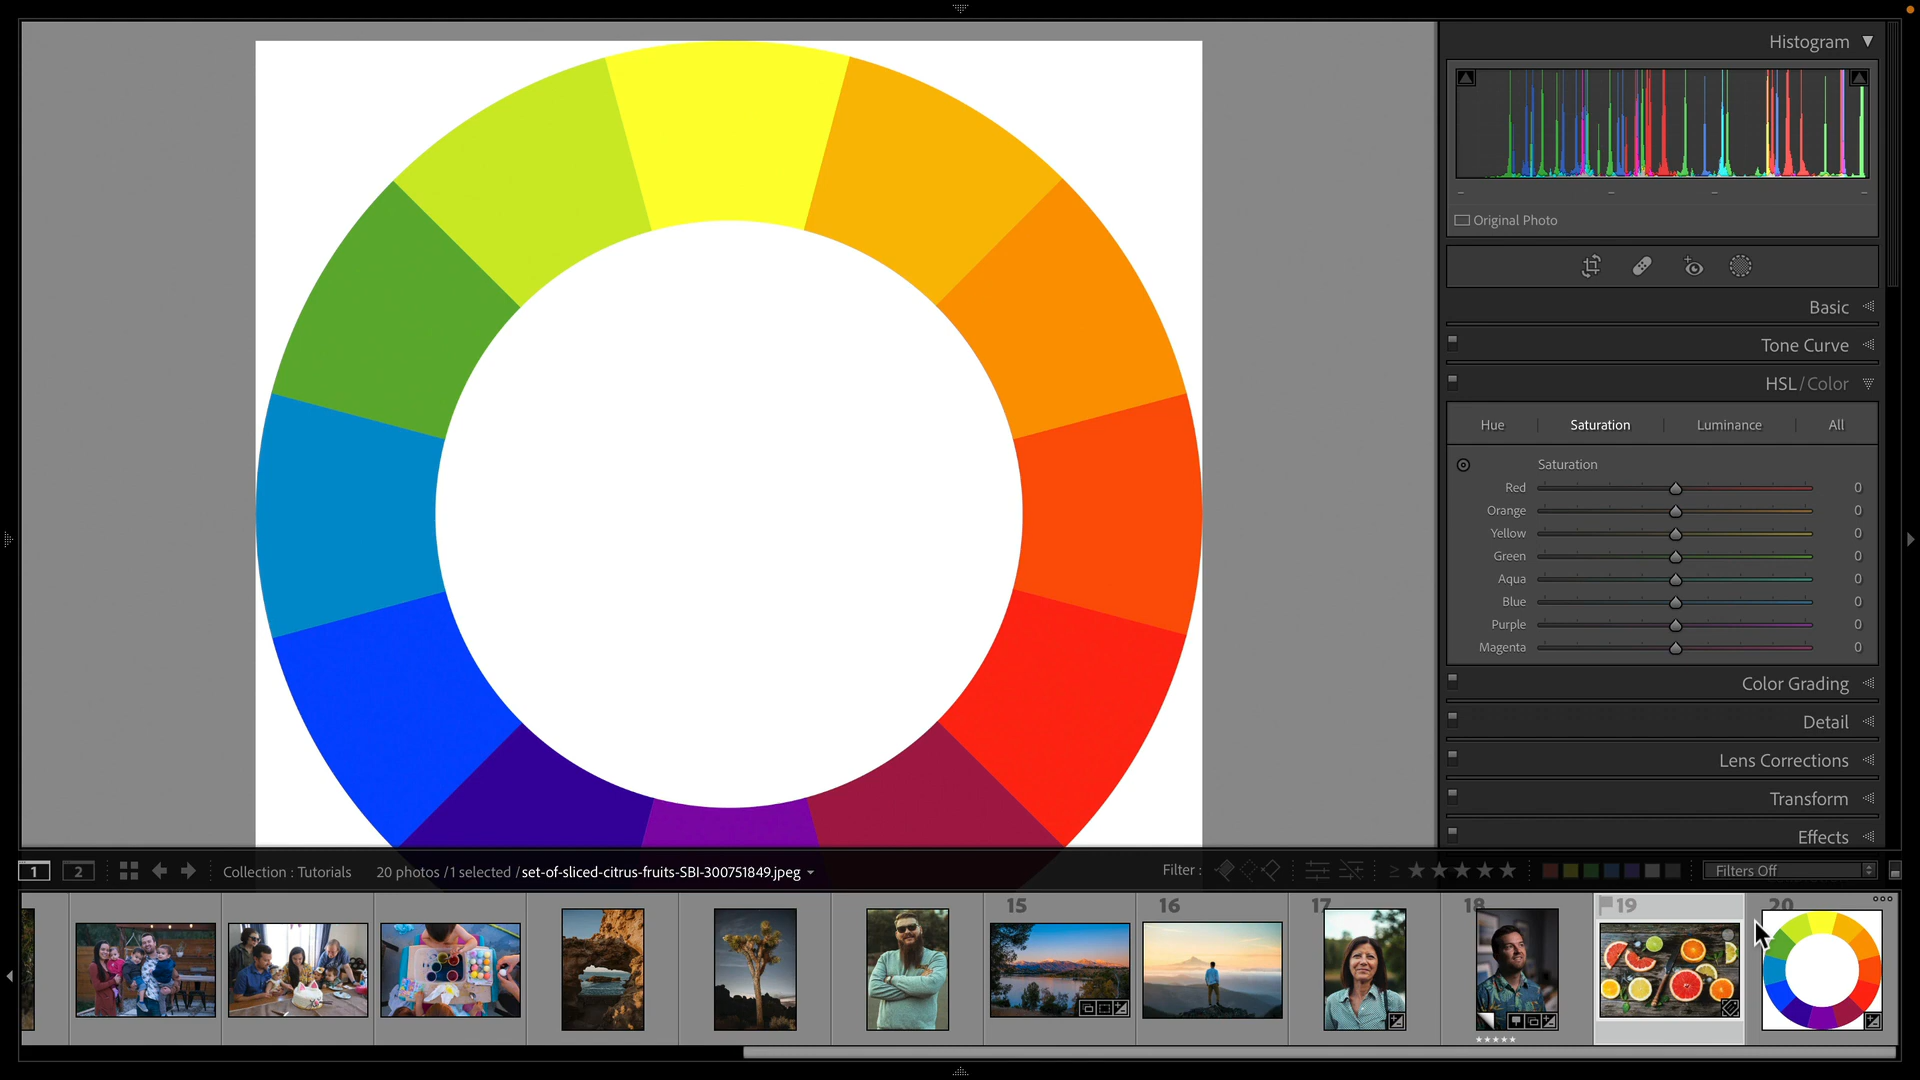 Histogram
Original Photo
Basic
Tone Curve
HSL / Color
Hue Saturation Luminance All
Saturation
Red 0
Orange 0
Yellow 0
Green 0
Aqua 0
Blue 0
Purple 0
Magenta 0
Color Grading
Detail
Lens Corrections
Transform
Effects
1 2 Collection : Tutorials 20 photos / 1 selected / set-of-sliced-citrus-fruits-SBI-300751849.jpeg Filter : ≥ ★★★★★ Filters Off
15 16 17 18 19 20
★★★★★